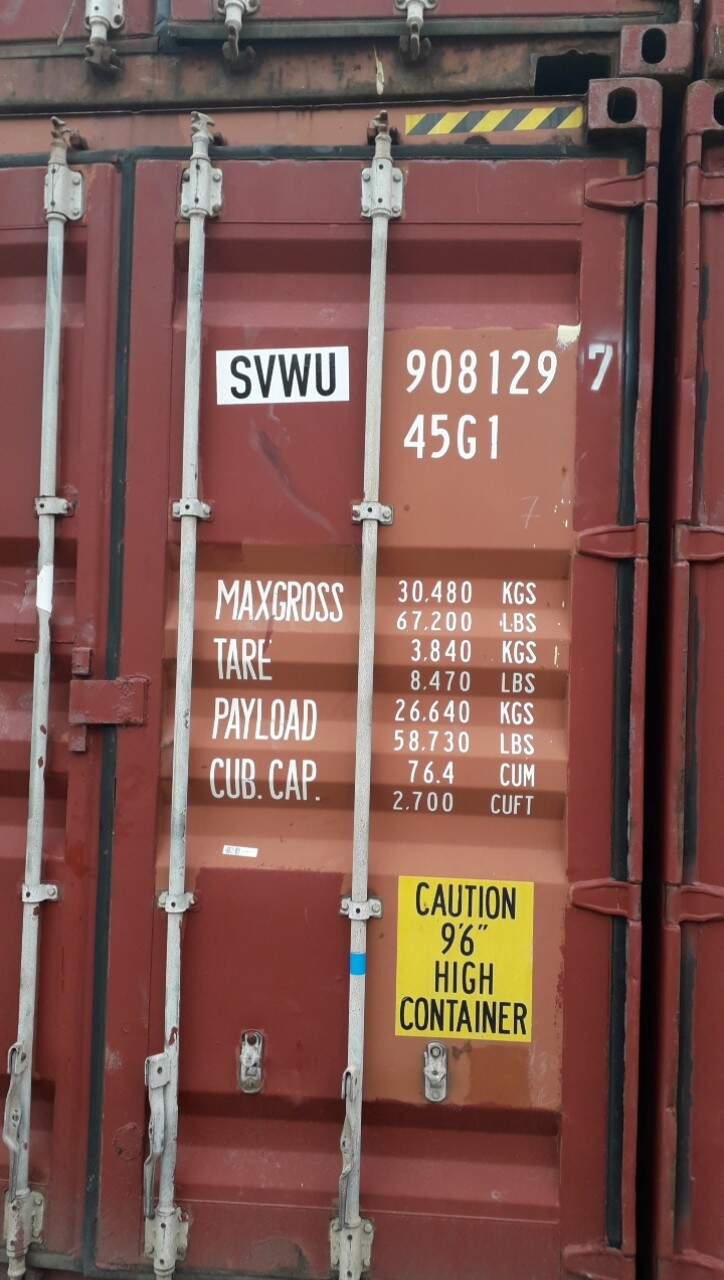 SVWU 908129 7
45G1
7
MAXGROSS 30.480 KGS
67.200 LBS
TARE 3.840 KGS
8.470 LBS
PAYLOAD 26.640 KGS
58.730 LBS
CUB. CAP. 76.4 CUM
2.700 CUFT
CAUTION
9'6"
HIGH
CONTAINER